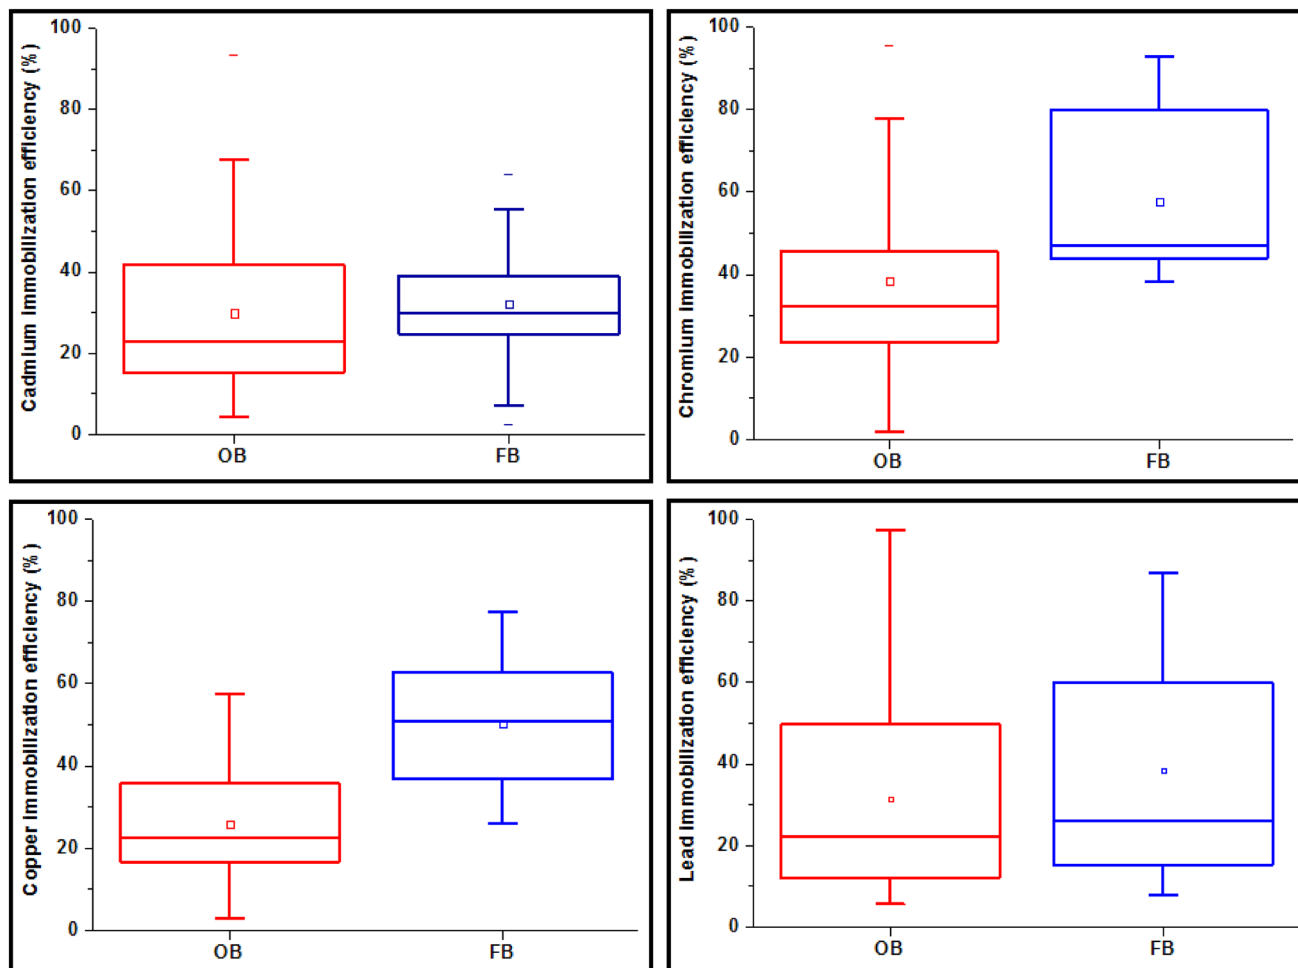 Cadmium immobilization efficiency (%)
100
80
60
40
20
0
OB
FB
Chromium immobilization efficiency (%)
100
80
60
40
20
0
OB
FB
Copper immobilization efficiency (%)
100
80
60
40
20
0
OB
FB
Lead immobilization efficiency (%)
100
80
60
40
20
0
OB
FB